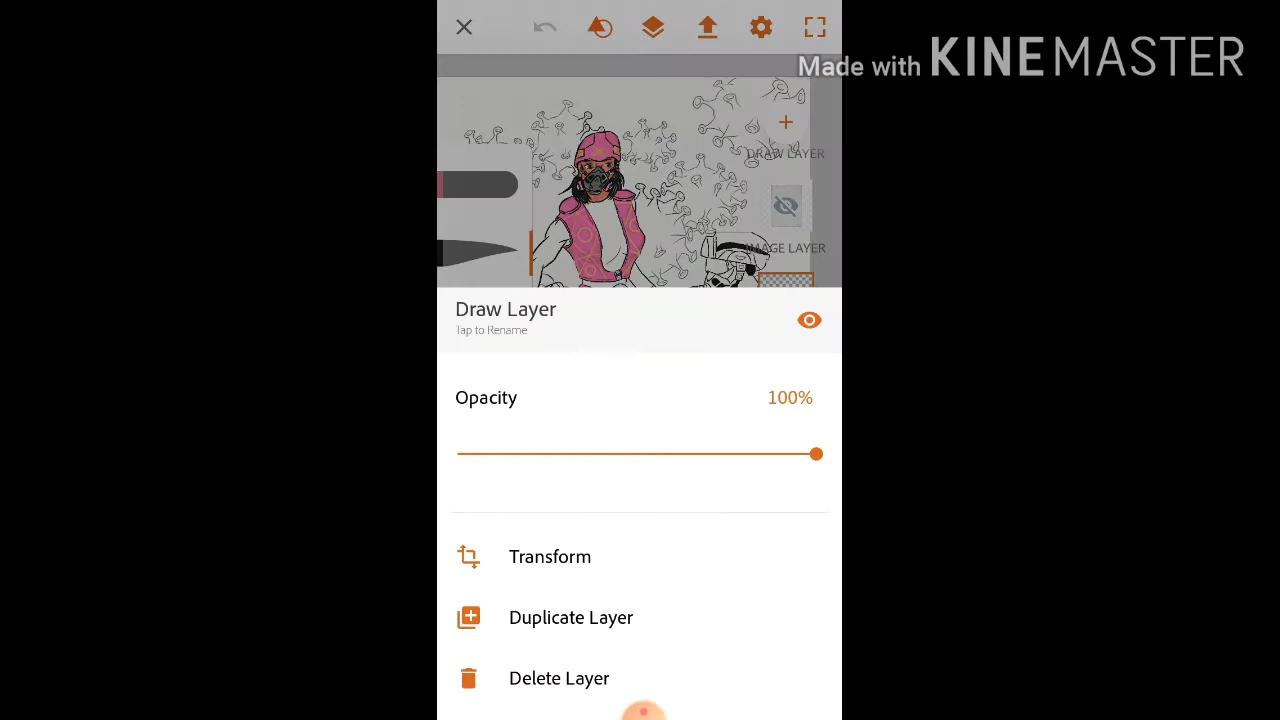 Made with KINEMASTER
DRAW LAYER
IMAGE LAYER
Draw Layer
Tap to Rename
Opacity 100%
Transform
Duplicate Layer
Delete Layer